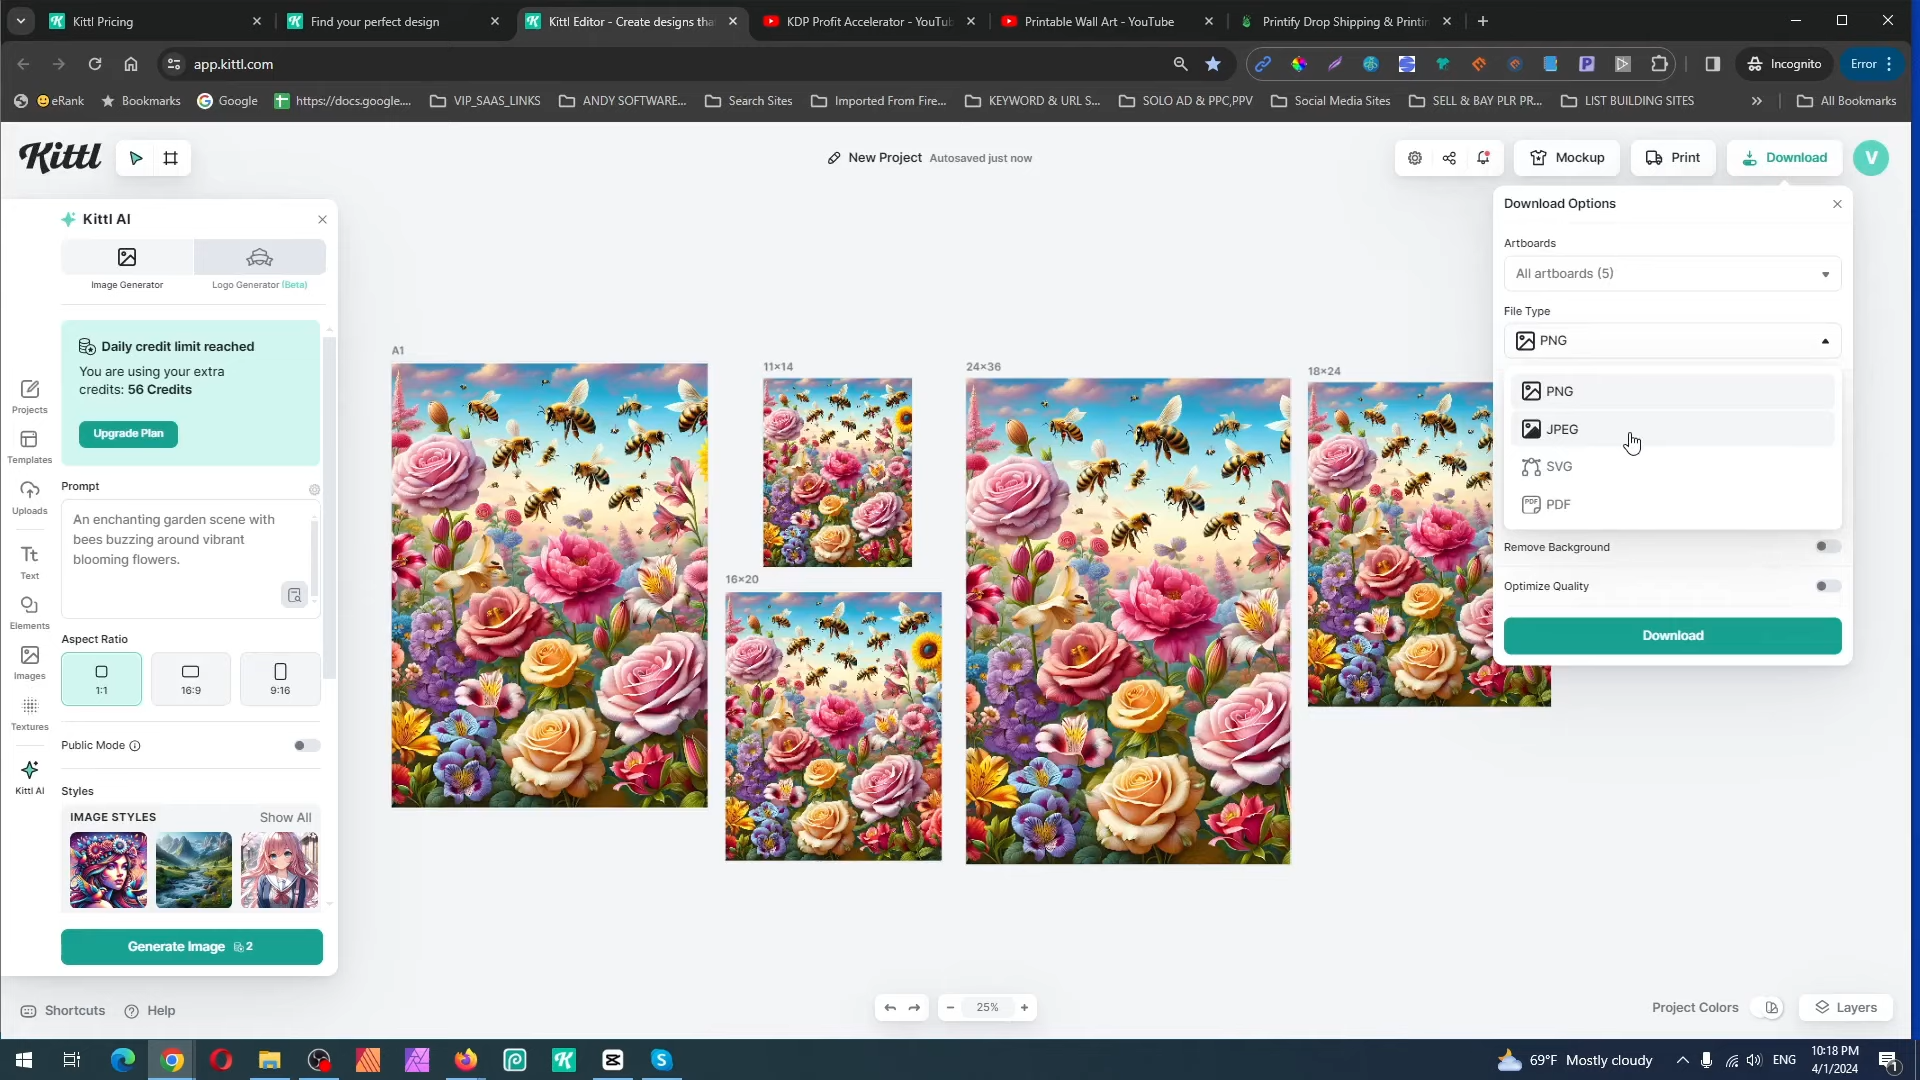 Kittl Pricing
Find your perfect design
Kittl Editor - Create designs tha
KDP Profit Accelerator - YouTub
Printable Wall Art - YouTube
Printify Drop Shipping & Printin
app.kittl.com
Incognito
Error
eRank
Bookmarks
Google
https://docs.google....
VIP_SAAS_LINKS
ANDY SOFTWARE...
Search Sites
Imported From Fire...
KEYWORD & URL S...
SOLO AD & PPC,PPV
Social Media Sites
SELL & BAY PLR PR...
LIST BUILDING SITES
All Bookmarks
Kittl
New Project
Autosaved just now
Mockup
Print
Download
V
Projects
Templates
Uploads
Tt
Text
Elements
Images
Textures
Kittl AI
Kittl AI
Image Generator
Logo Generator (Beta)
Daily credit limit reached
You are using your extra
credits: 56 Credits
Upgrade Plan
Prompt
An enchanting garden scene with
bees buzzing around vibrant
blooming flowers.
Aspect Ratio
1:1
16:9
9:16
Public Mode
Styles
IMAGE STYLES
Show All
Generate Image
2
A1
11×14
16×20
24×36
18×24
Download Options
Artboards
All artboards (5)
File Type
PNG
PNG
JPEG
SVG
PDF
PDF
Remove Background
Optimize Quality
Download
Shortcuts
Help
25%
Project Colors
Layers
69°F Mostly cloudy
ENG
10:18 PM
4/1/2024
1